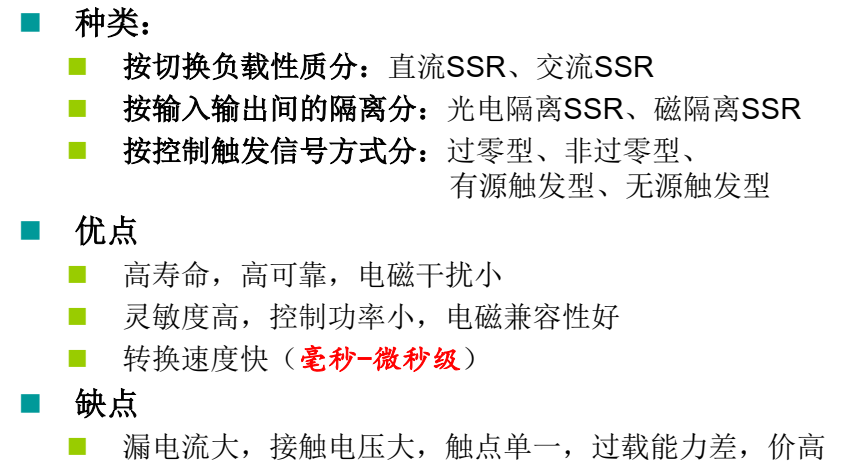 种类：
按切换负载性质分：直流SSR、交流SSR
按输入输出间的隔离分：光电隔离SSR、磁隔离SSR
按控制触发信号方式分：过零型、非过零型、
有源触发型、无源触发型
优点
高寿命，高可靠，电磁干扰小
灵敏度高，控制功率小，电磁兼容性好
转换速度快（毫秒-微秒级）
缺点
漏电流大，接触电压大，触点单一，过载能力差，价高